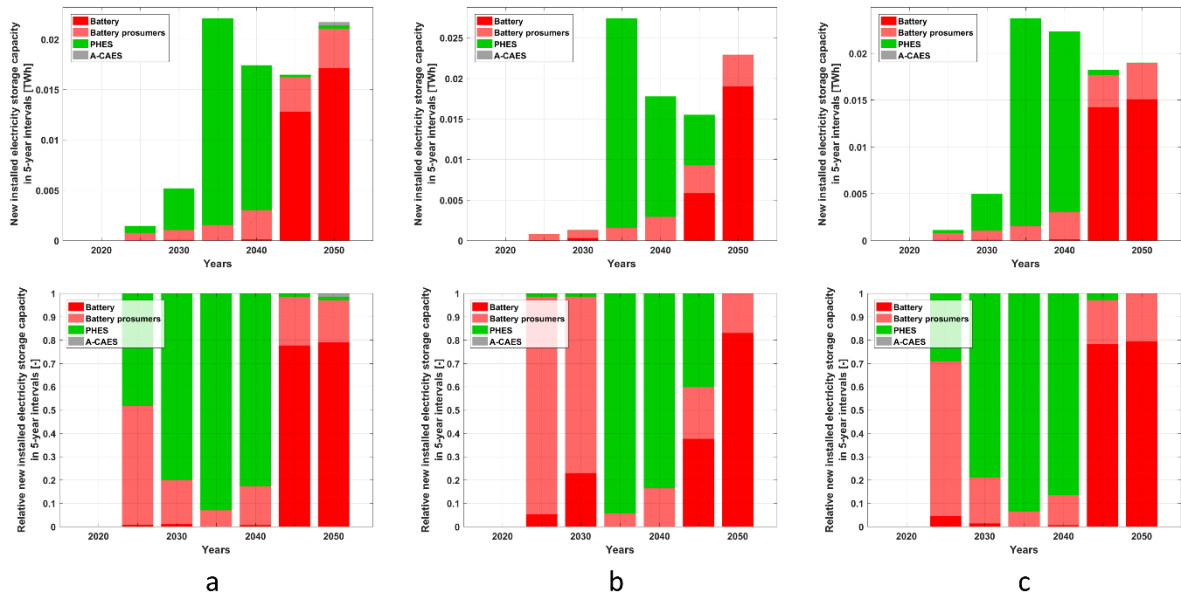 New installed electricity storage capacity
in 5-year intervals [TWh]
0.02
0.015
0.01
0.005
0
Battery
Battery prosumers
PHES
A-CAES
2020
2030
2040
2050
Years
New installed electricity storage capacity
in 5-year intervals [TWh]
0.025
0.02
0.015
0.01
0.005
0
Battery
Battery prosumers
PHES
A-CAES
2020
2030
2040
2050
Years
New installed electricity storage capacity
in 5-year intervals [TWh]
0.02
0.015
0.01
0.005
0
Battery
Battery prosumers
PHES
A-CAES
2020
2030
2040
2050
Years
Relative new installed electricity storage capacity
in 5-year intervals [-]
1
0.9
0.8
0.7
0.6
0.5
0.4
0.3
0.2
0.1
0
Battery
Battery prosumers
PHES
A-CAES
2020
2030
2040
2050
Years
Relative new installed electricity storage capacity
in 5-year intervals [-]
1
0.9
0.8
0.7
0.6
0.5
0.4
0.3
0.2
0.1
0
Battery
Battery prosumers
PHES
A-CAES
2020
2030
2040
2050
Years
Relative new installed electricity storage capacity
in 5-year intervals [-]
1
0.9
0.8
0.7
0.6
0.5
0.4
0.3
0.2
0.1
0
Battery
Battery prosumers
PHES
A-CAES
2020
2030
2040
2050
Years
a
b
c